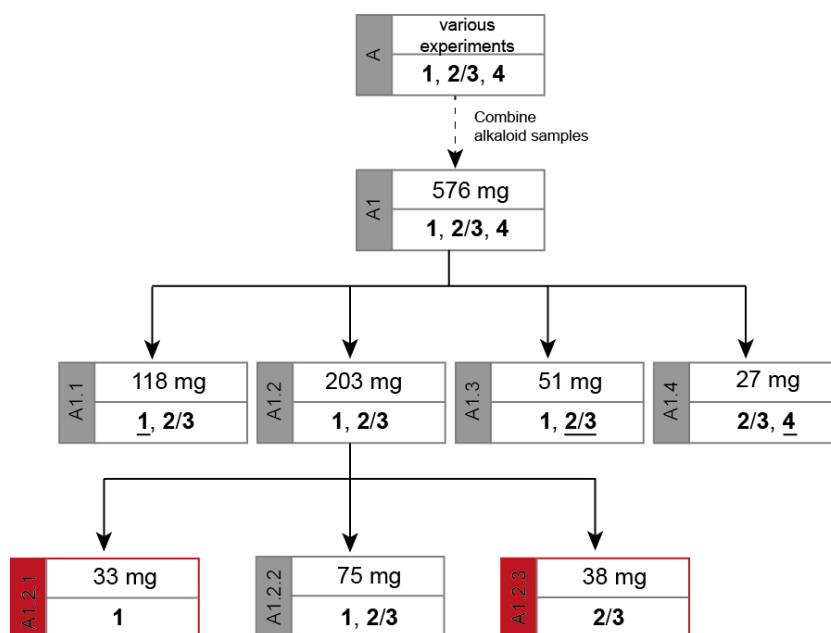 A
various
experiments
1, 2/3, 4
Combine
alkaloid samples
A1
576 mg
1, 2/3, 4
A1.1
118 mg
1, 2/3
A1.2
203 mg
1, 2/3
A1.3
51 mg
1, 2/3
A1.4
27 mg
2/3, 4
A1.2.1
33 mg
1
A1.2.2
75 mg
1, 2/3
A1.2.3
38 mg
2/3